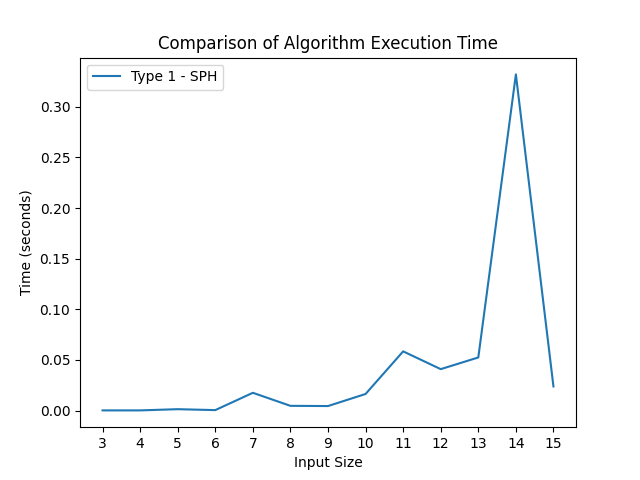 Comparison of Algorithm Execution Time
Type 1 - SPH
0.30
0.25
0.20
0.15
0.10
0.05
0.00
Time (seconds)
3 4 5 6 7 8 9 10 11 12 13 14 15
Input Size